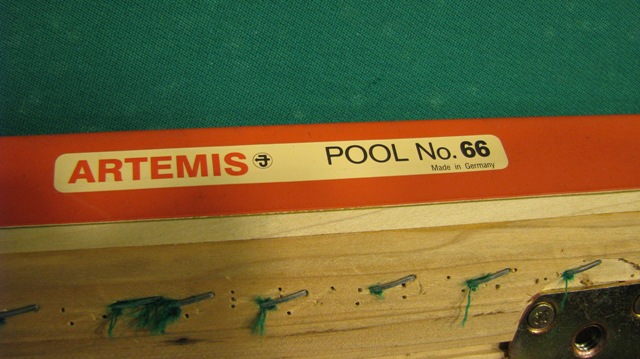 ARTEMIS POOL No. 66
Made in Germany